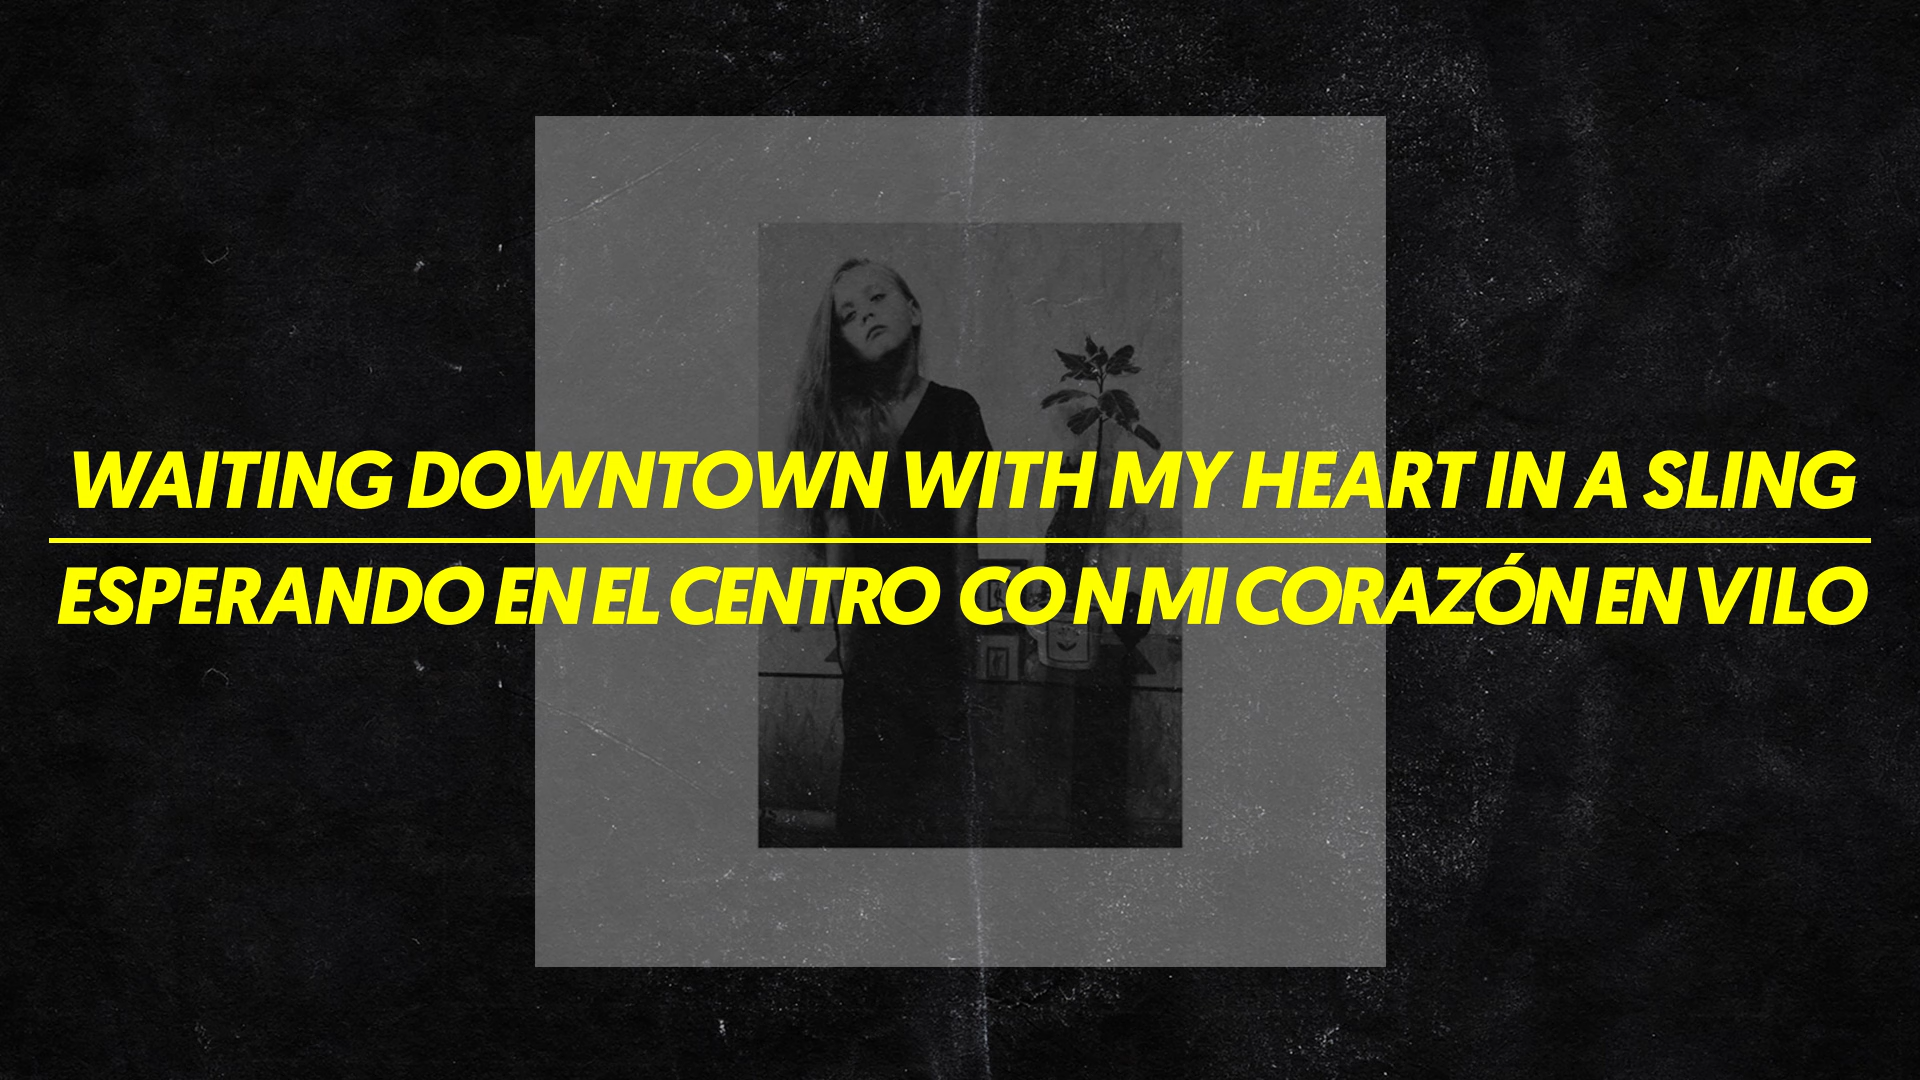 WAITING DOWNTOWN WITH MY HEART IN A SLING
ESPERANDO EN EL CENTRO CON MI CORAZÓN EN VILO